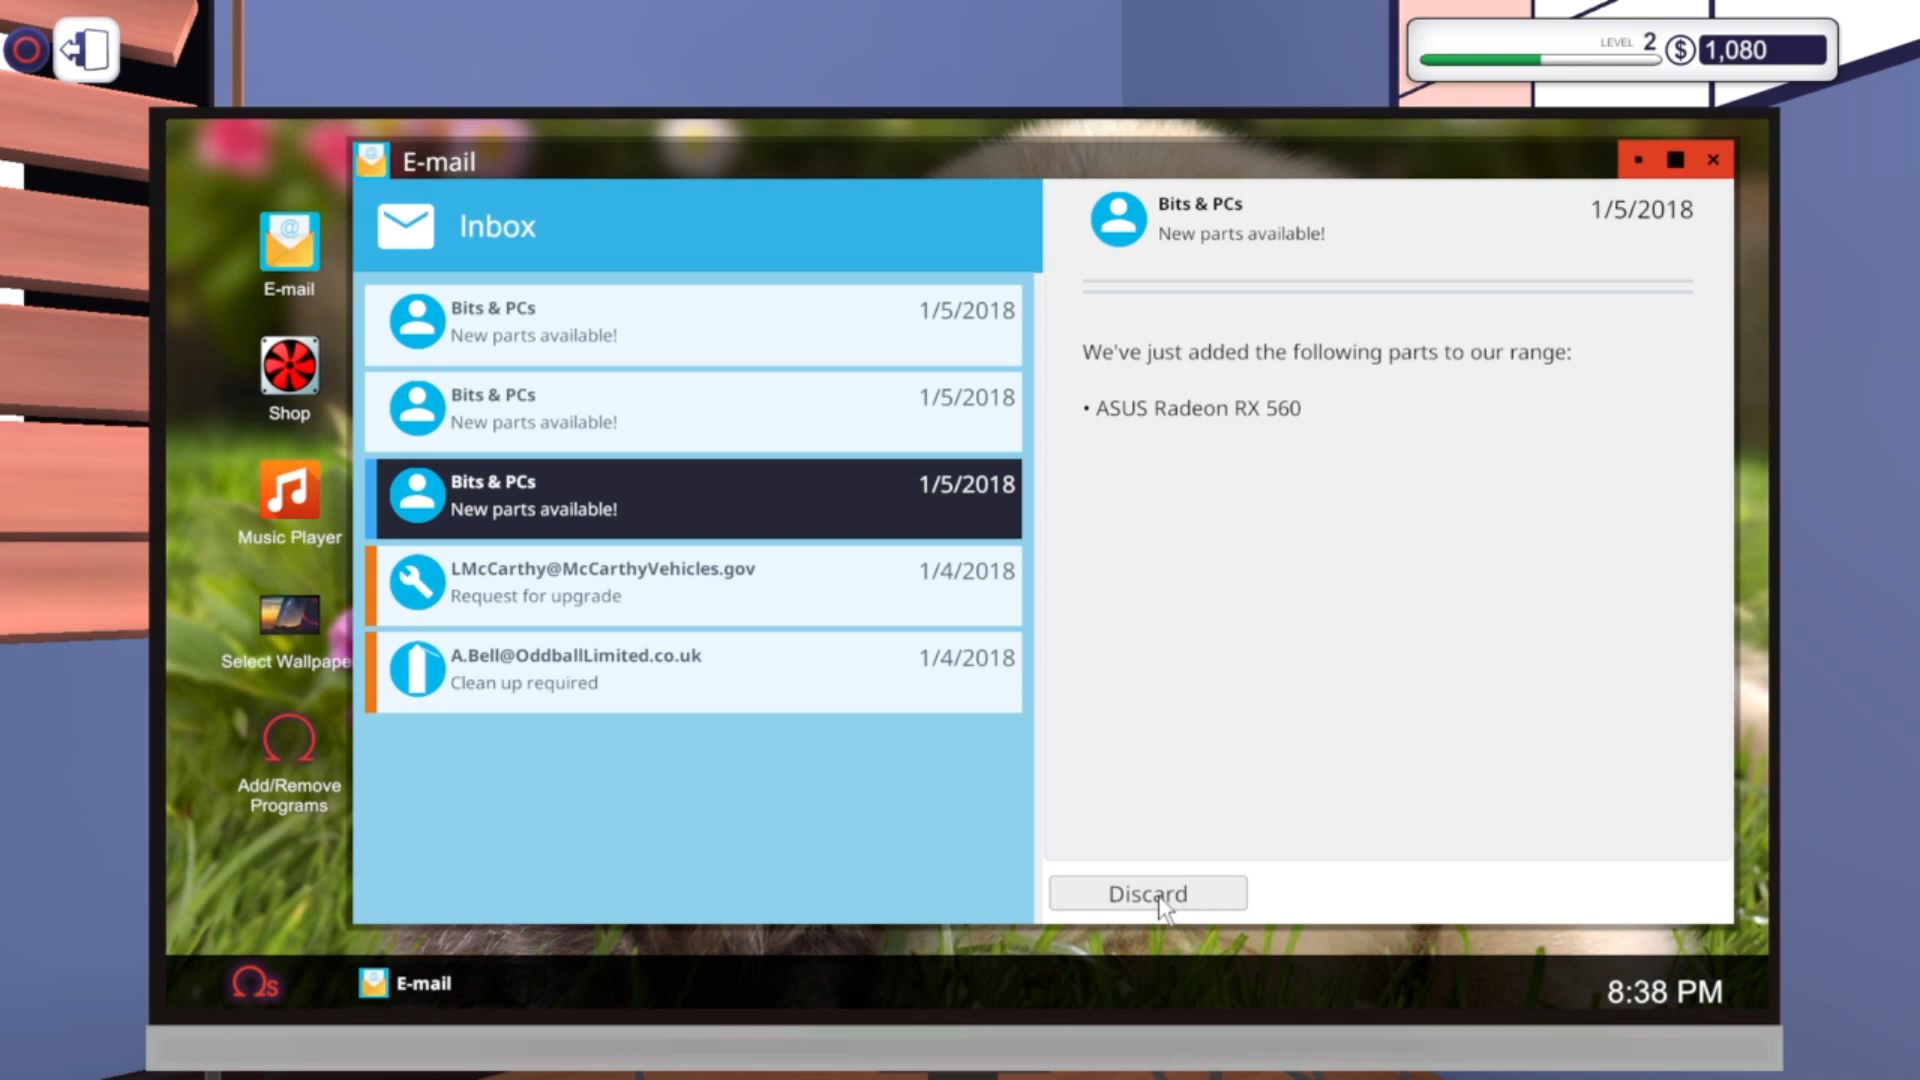 LEVEL 2 $ 1,080
E-mail
Inbox
Bits & PCs
New parts available!
1/5/2018
Bits & PCs
New parts available!
1/5/2018
Bits & PCs
New parts available!
1/5/2018
LMcCarthy@McCarthyVehicles.gov
Request for upgrade
1/4/2018
A.Bell@OddballLimited.co.uk
Clean up required
1/4/2018
Bits & PCs
New parts available!
1/5/2018
We've just added the following parts to our range:
• ASUS Radeon RX 560
Discard
E-mail
Shop
Music Player
Select Wallpape
Add/Remove
Programs
Ωs
E-mail
8:38 PM